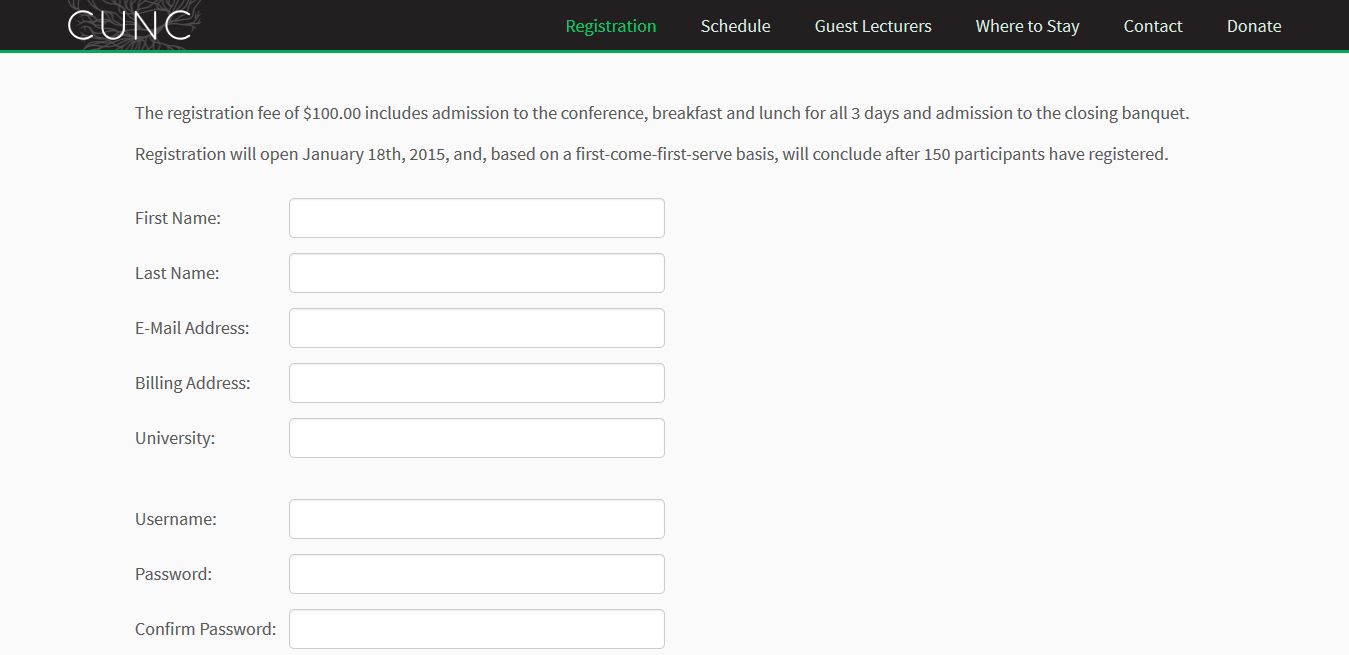 CUNC
Registration Schedule Guest Lecturers Where to Stay Contact Donate
The registration fee of $100.00 includes admission to the conference, breakfast and lunch for all 3 days and admission to the closing banquet.
Registration will open January 18th, 2015, and, based on a first-come-first-serve basis, will conclude after 150 participants have registered.
First Name:
Last Name:
E-Mail Address:
Billing Address:
University:
Username:
Password:
Confirm Password: